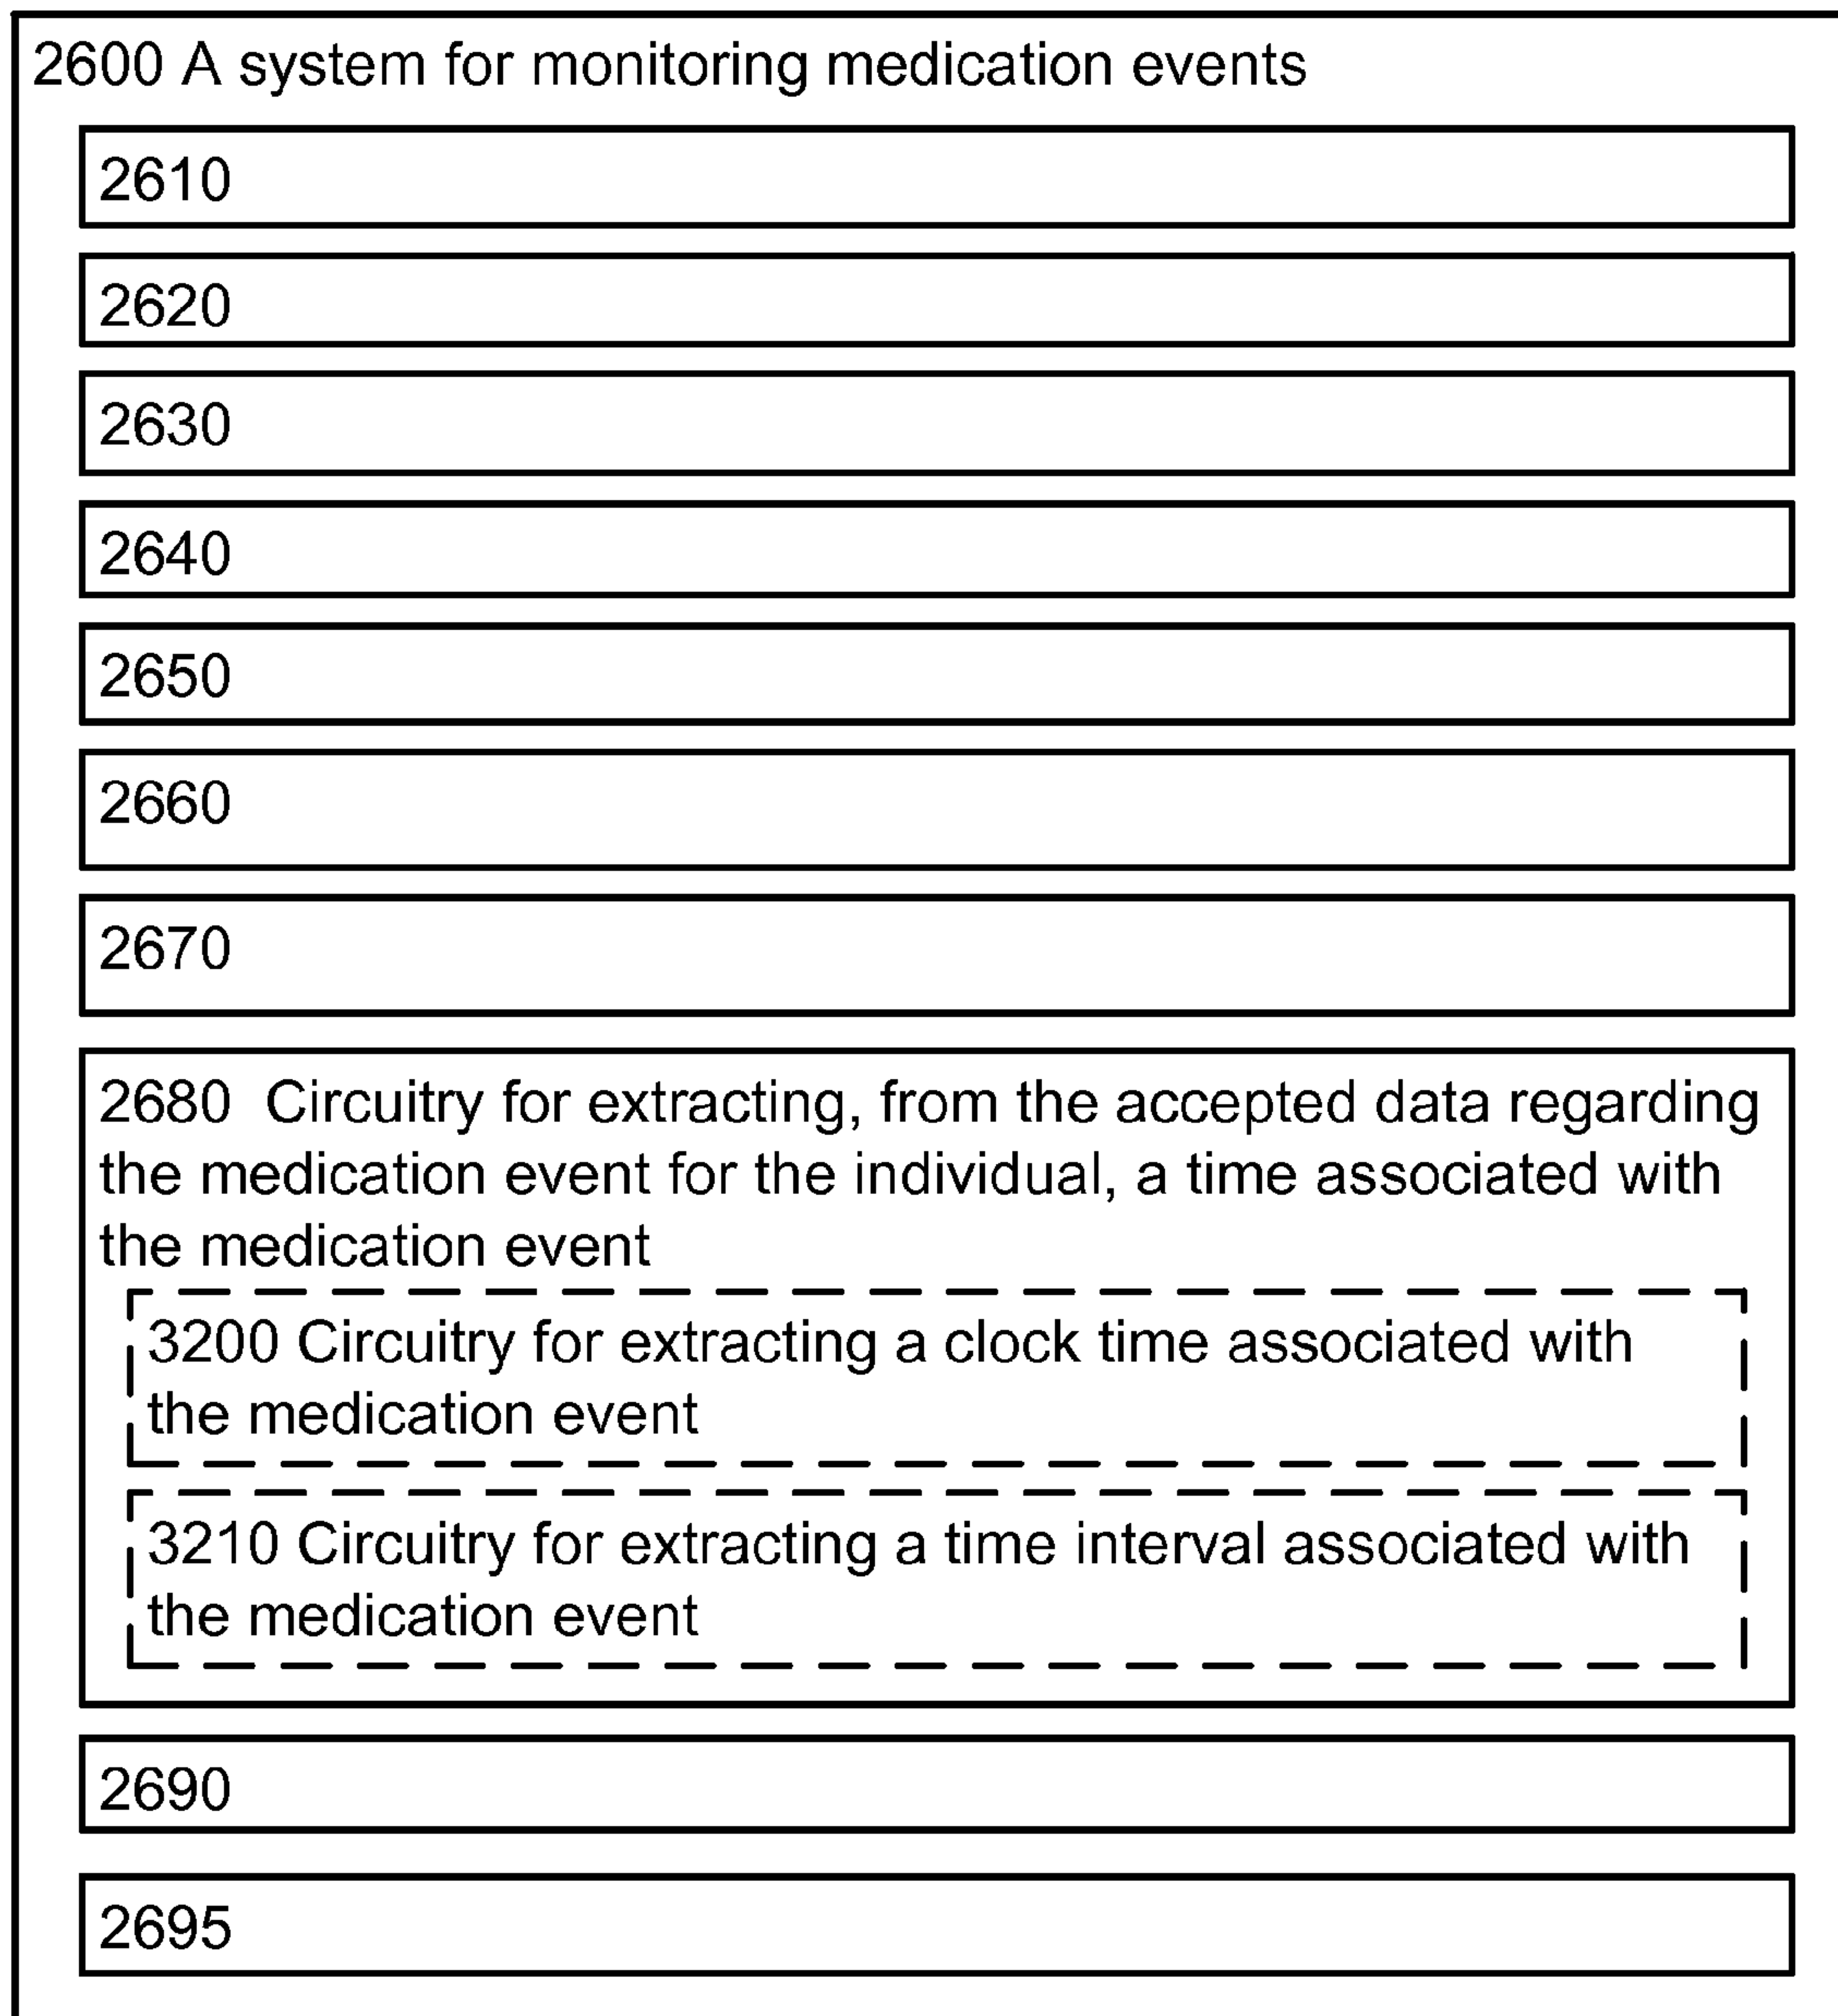 2600 A system for monitoring medication events
2610
2620
2630
2640
2650
2660
2670
2680 Circuitry for extracting, from the accepted data regarding
the medication event for the individual, a time associated with
the medication event
3200 Circuitry for extracting a clock time associated with
the medication event
3210 Circuitry for extracting a time interval associated with
the medication event
2690
2695